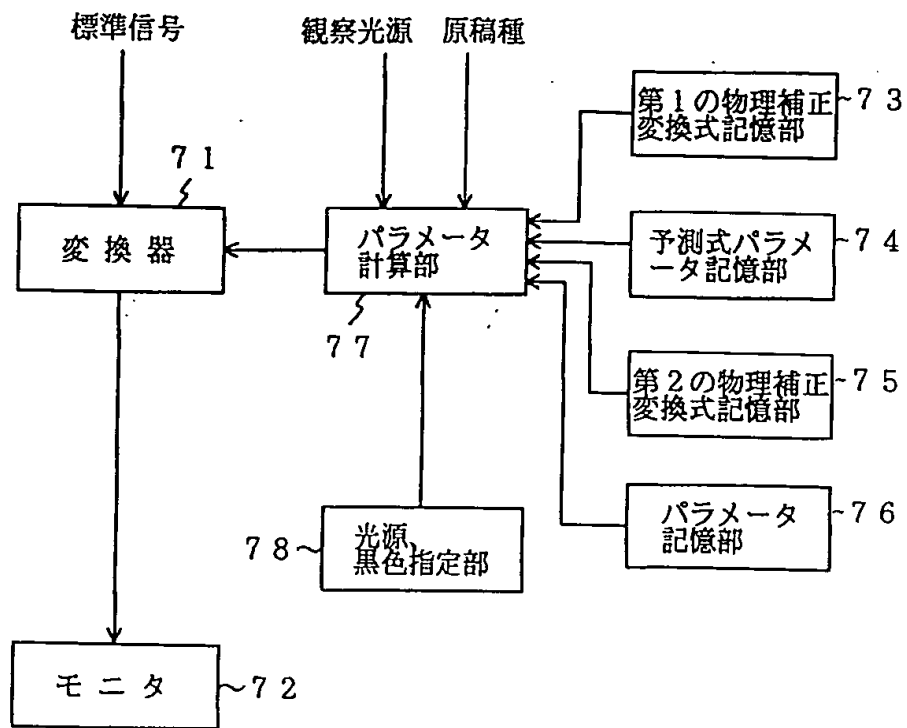 標準信号
観察光源 原稿種
第1の物理補正
変換式記憶部
73
71
変換器
パラメータ
計算部
77
予測式パラメ
ータ記憶部
74
第2の物理補正
変換式記憶部
75
パラメータ
記憶部
76
78
光源、
黒色指定部
モニタ
72